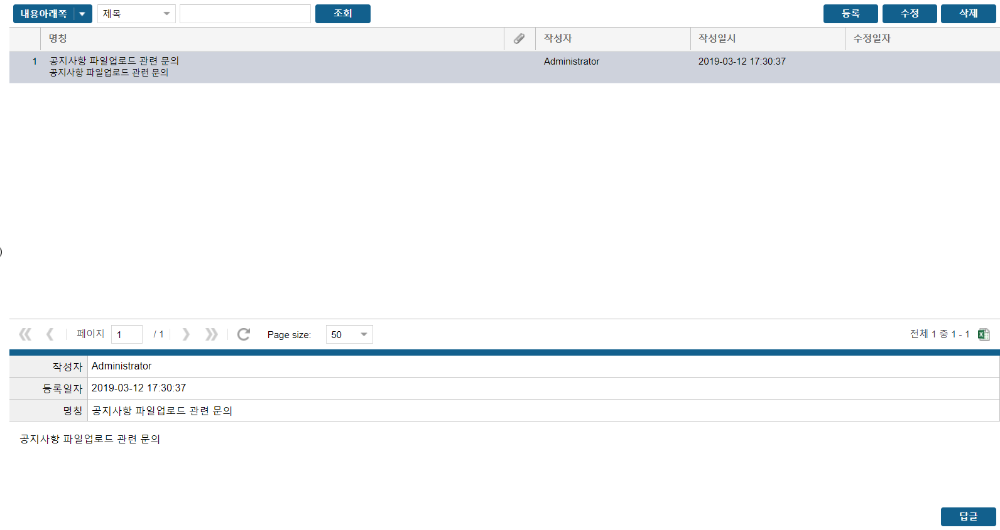 내용아래쪽 제목 조회 등록 수정 삭제
명칭 작성자 작성일시 수정일자
1 공지사항 파일업로드 관련 문의 Administrator 2019-03-12 17:30:37
공지사항 파일업로드 관련 문의
페이지 1 / 1 Page size: 50 전체 1 중 1 - 1
작성자 Administrator
등록일자 2019-03-12 17:30:37
명칭 공지사항 파일업로드 관련 문의
공지사항 파일업로드 관련 문의
답글